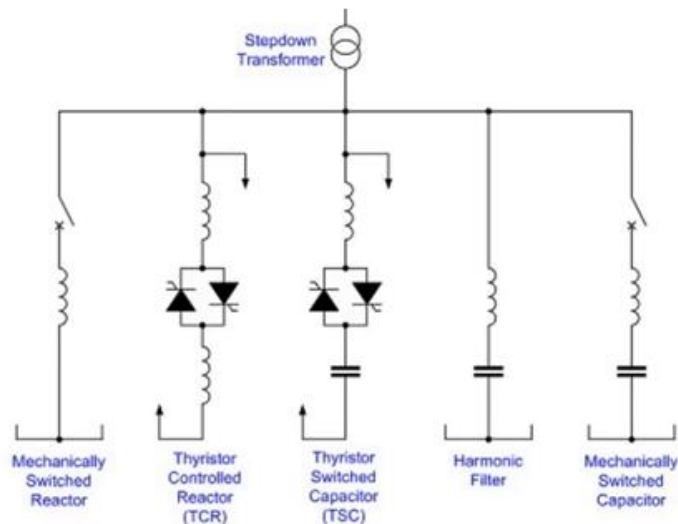 Stepdown
Transformer
Mechanically
Switched
Reactor
Thyristor
Controlled
Reactor
(TCR)
Thyristor
Switched
Capacitor
(TSC)
Harmonic
Filter
Mechanically
Switched
Capacitor